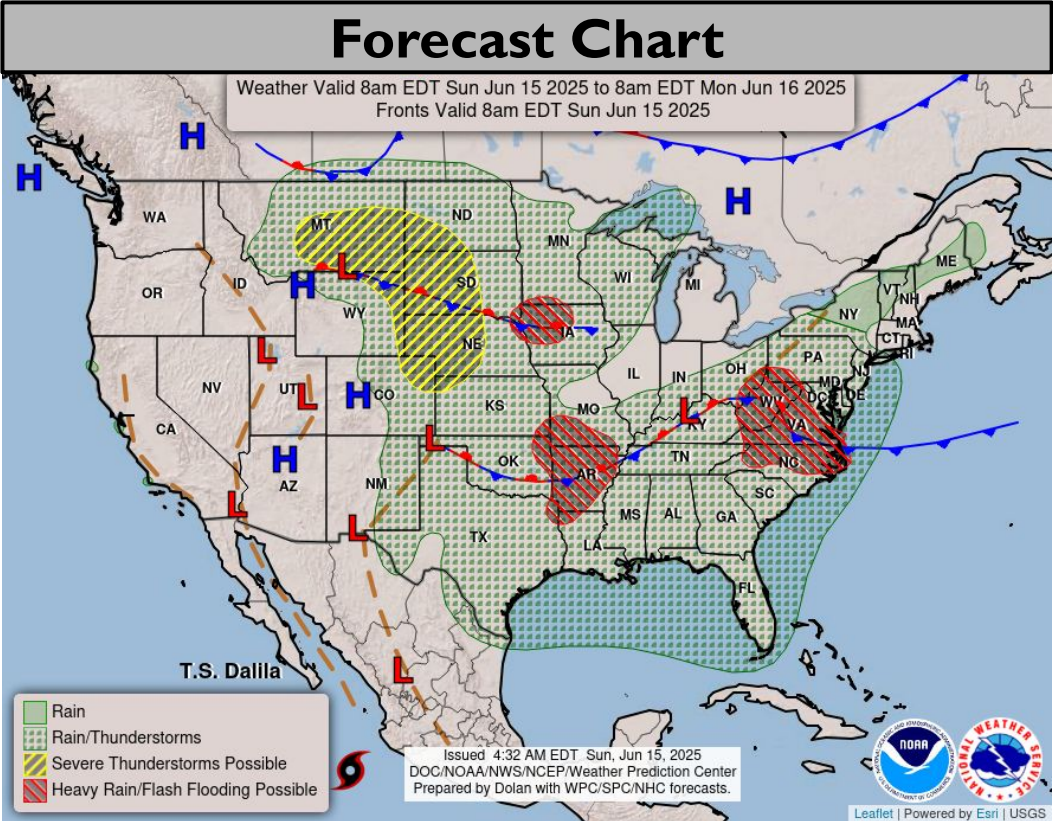 Forecast Chart
Weather Valid 8am EDT Sun Jun 15 2025 to 8am EDT Mon Jun 16 2025
Fronts Valid 8am EDT Sun Jun 15 2025
H
H
H
WA
MT
ND
MN
ME
L
H
OR
ID
SD
WI
MI
VT
NH
WY
NY
MA
IA
CT
RI
L
NE
PA
NV
UT
L
H
CO
IL
IN
OH
NJ
MD
DE
DC
WV
KS
MO
L
KY
VA
CA
L
H
OK
TN
NC
AZ
NM
AR
SC
L
L
TX
MS
AL
GA
LA
FL
L
T.S. Dalila
Rain
Rain/Thunderstorms
Severe Thunderstorms Possible
Heavy Rain/Flash Flooding Possible
Issued 4:32 AM EDT Sun, Jun 15, 2025
DOC/NOAA/NWS/NCEP/Weather Prediction Center
Prepared by Dolan with WPC/SPC/NHC forecasts.
NOAA
NATIONAL WEATHER SERVICE
Leaflet | Powered by Esri | USGS